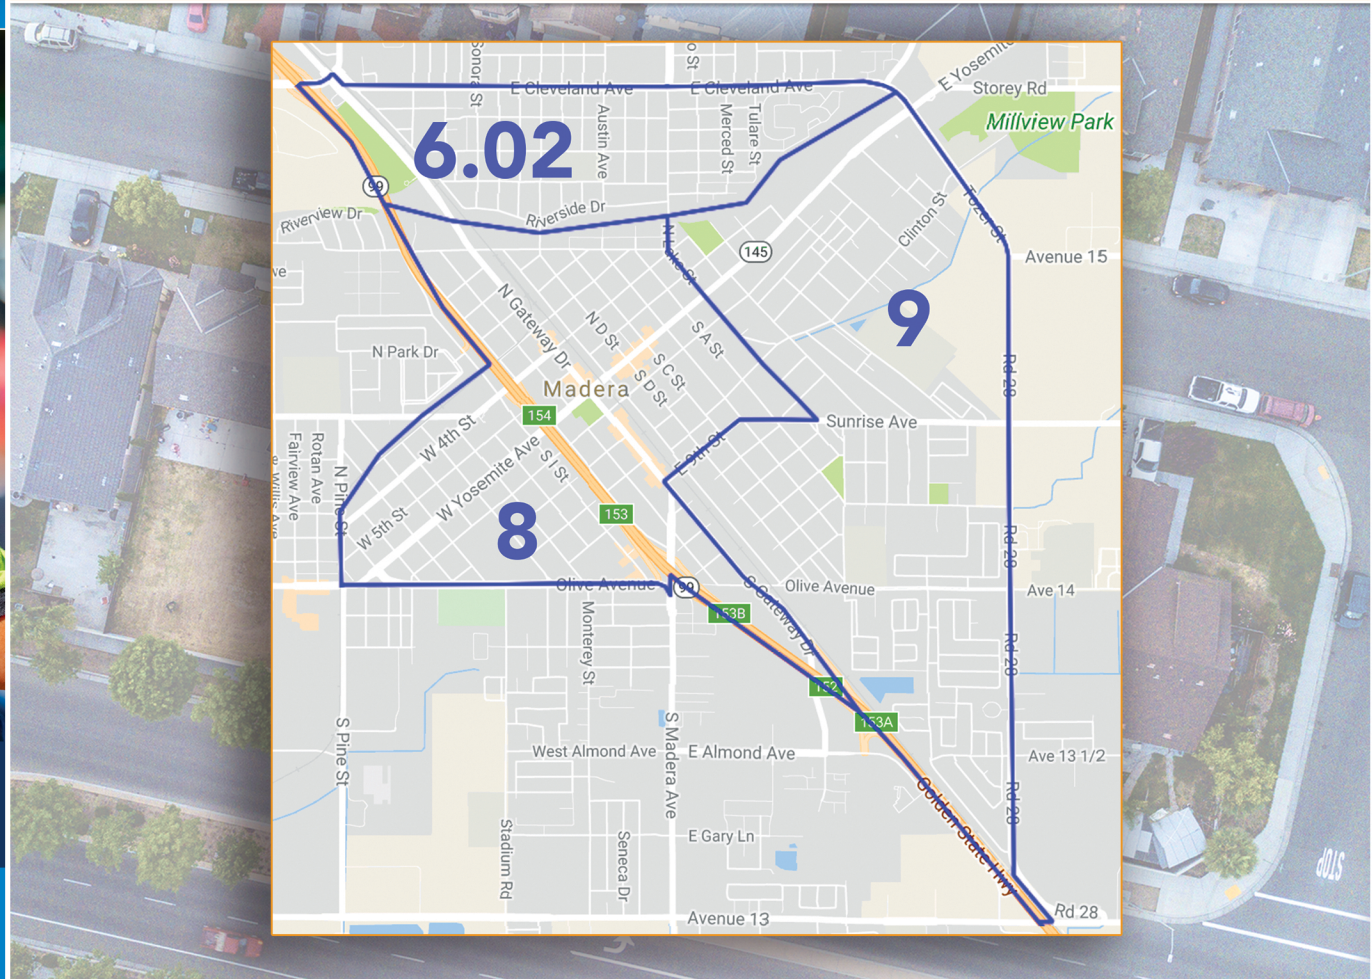 Sonora St
o St
E Yosemite
E Cleveland Ave
E Cleveland Ave
Storey Rd
Austin Ave
Merced St
Tulare St
Millview Park
6.02
99
Riverview Dr
Riverside Dr
Clinton St
Tozer St
N Lake St
145
Avenue 15
we
N Gateway Dr
N D St
S A St
9
N Park Dr
S C St
S D St
Rd 28
Madera
154
Sunrise Ave
W 4th St
E 9th St
W Yosemite Ave
S I St
Fairview Ave
Rotan Ave
N Pine St
153
W 5th St
8
Rd 28
Olive Avenue
99
S Gateway Dr
Olive Avenue
Ave 14
153B
Monterey St
Rd 28
152
153A
S Pine St
S Madera Ave
West Almond Ave
E Almond Ave
Ave 13 1/2
Golden State Hwy
Rd 28
Stadium Rd
Seneca Dr
E Gary Ln
STOP
Avenue 13
Rd 28